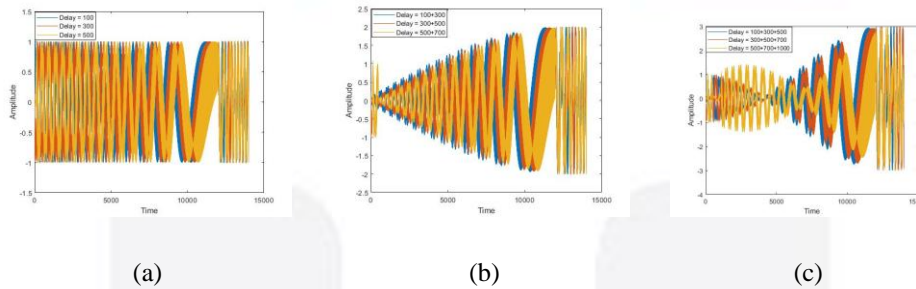 1.5
Delay = 100
Delay = 300
Delay = 500
1
0.5
0
-0.5
-1
-1.5
Amplitude
0 5000 10000 15000
Time
2.5
Delay = 100+300
Delay = 300+500
Delay = 500+700
2
1.5
1
0.5
0
-0.5
-1
-1.5
-2
-2.5
Amplitude
0 5000 10000 15000
Time
4
Delay = 100+300+500
Delay = 300+500+700
Delay = 500+700+1000
3
2
1
0
-1
-2
-3
-4
Amplitude
0 5000 10000
Time
(a) (b) (c)